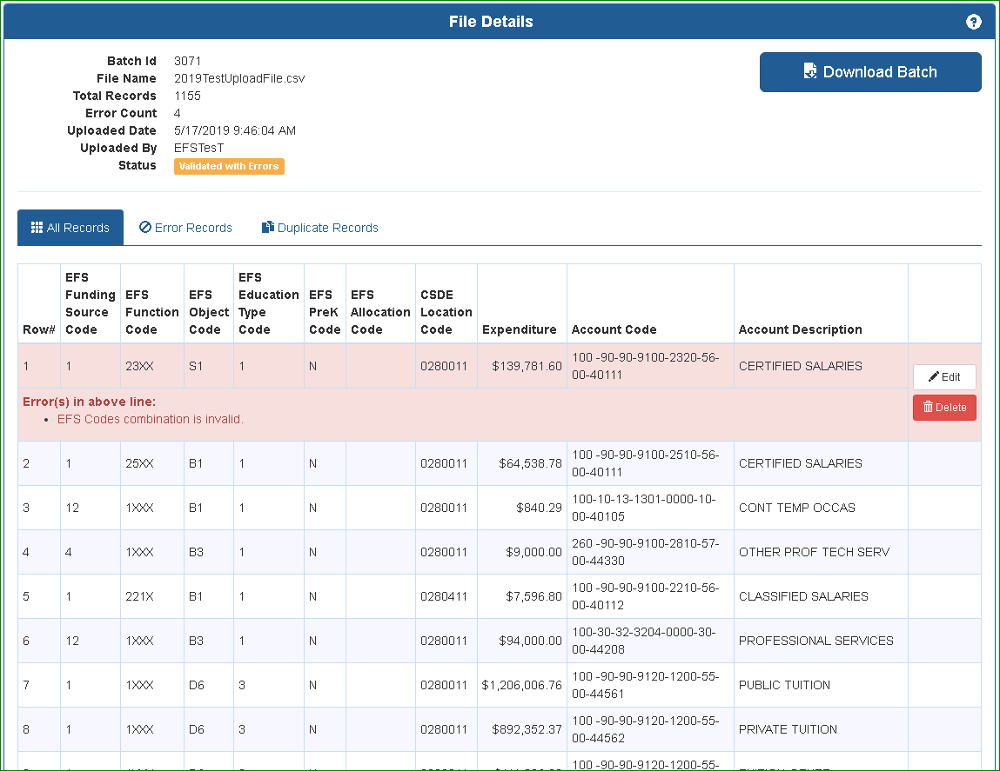 File Details
Batch Id 3071
File Name 2019TestUploadFile.csv
Total Records 1155
Error Count 4
Uploaded Date 5/17/2019 9:46:04 AM
Uploaded By EFSTesT
Status Validated with Errors
Download Batch
All Records Error Records Duplicate Records
Row# EFS Funding Source Code EFS Function Code EFS Object Code EFS Education Type Code EFS PreK Code EFS Allocation Code CSDE Location Code Expenditure Account Code Account Description
1 1 23XX S1 1 N 0280011 $139,781.60 100 -90-90-9100-2320-56-00-40111 CERTIFIED SALARIES
Edit
Delete
Error(s) in above line:
• EFS Codes combination is invalid.
2 1 25XX B1 1 N 0280011 $64,538.78 100 -90-90-9100-2510-56-00-40111 CERTIFIED SALARIES
3 12 1XXX B1 1 N 0280011 $840.29 100-10-13-1301-0000-10-00-40105 CONT TEMP OCCAS
4 4 1XXX B3 1 N 0280011 $9,000.00 260 -90-90-9100-2810-57-00-44330 OTHER PROF TECH SERV
5 1 221X B1 1 N 0280411 $7,596.80 100 -90-90-9100-2210-56-00-40112 CLASSIFIED SALARIES
6 12 1XXX B3 1 N 0280011 $94,000.00 100-30-32-3204-0000-30-00-44208 PROFESSIONAL SERVICES
7 1 1XXX D6 3 N 0280011 $1,206,006.76 100 -90-90-9120-1200-55-00-44561 PUBLIC TUITION
8 1 1XXX D6 3 N 0280011 $892,352.37 100 -90-90-9120-1200-55-00-44562 PRIVATE TUITION
100 -90-90-9120-1200-55-